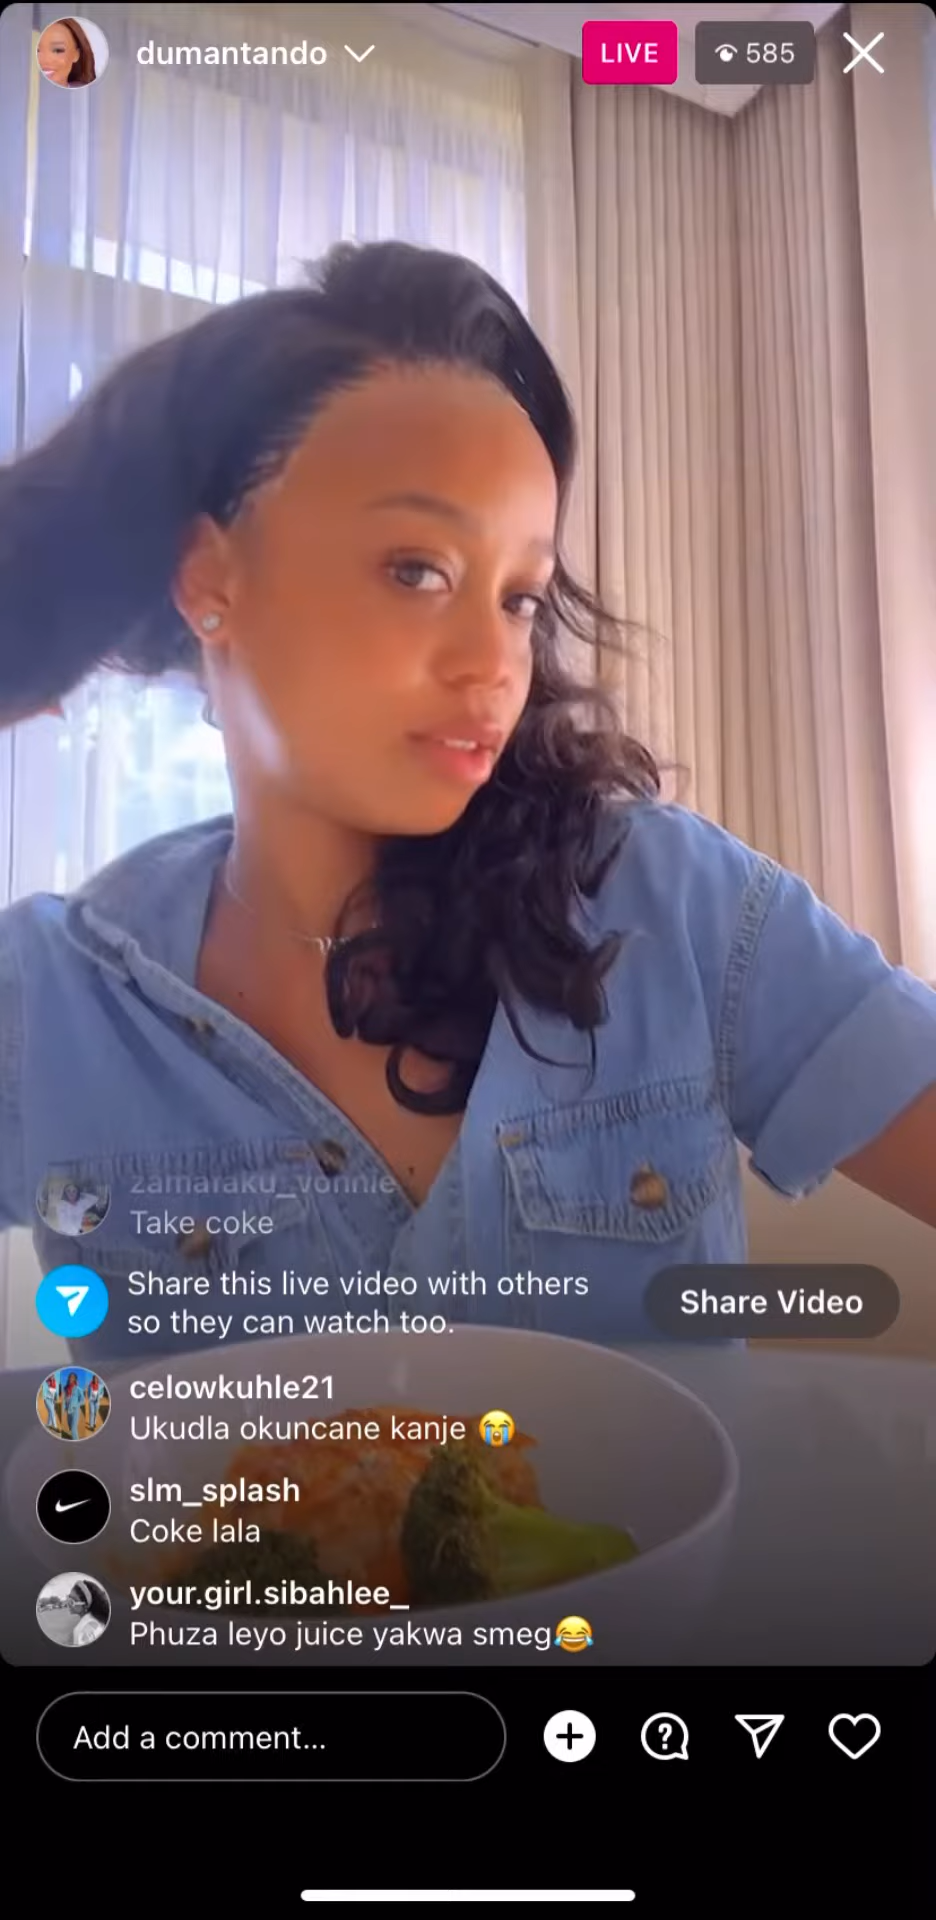 dumantando
LIVE
585
zamafaku_vonnie
Take coke
Share this live video with others
so they can watch too.
Share Video
celowkuhle21
Ukudla okuncane kanje 😭
slm_splash
Coke lala
your.girl.sibahlee_
Phuza leyo juice yakwa smeg😂
Add a comment...